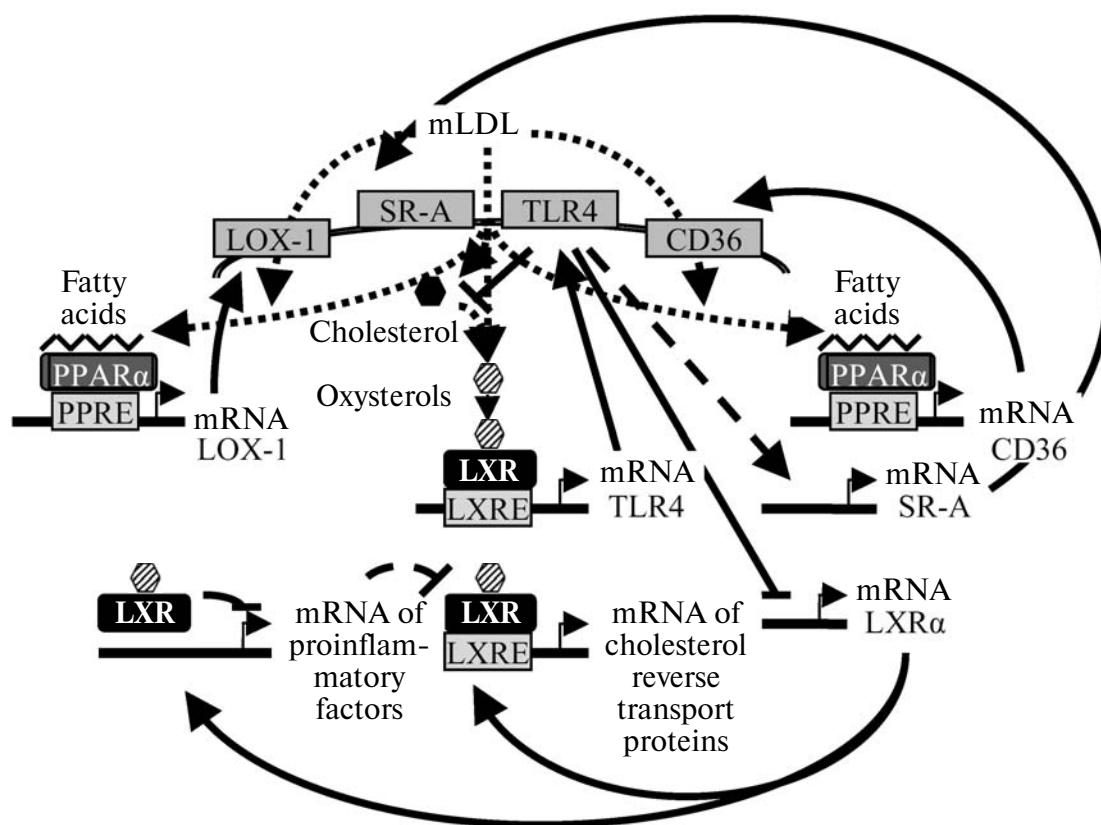 mLDL
SR-A
TLR4
LOX-1
CD36
Fatty
acids
Fatty
acids
Cholesterol
PPARα
PPARα
Oxysterols
PPRE
mRNA
LOX-1
PPRE
mRNA
CD36
LXR
LXRE
mRNA
TLR4
mRNA
SR-A
LXR
mRNA of
proinflam-
matory
factors
LXR
LXRE
mRNA of
cholesterol
reverse
transport
proteins
mRNA
LXRα